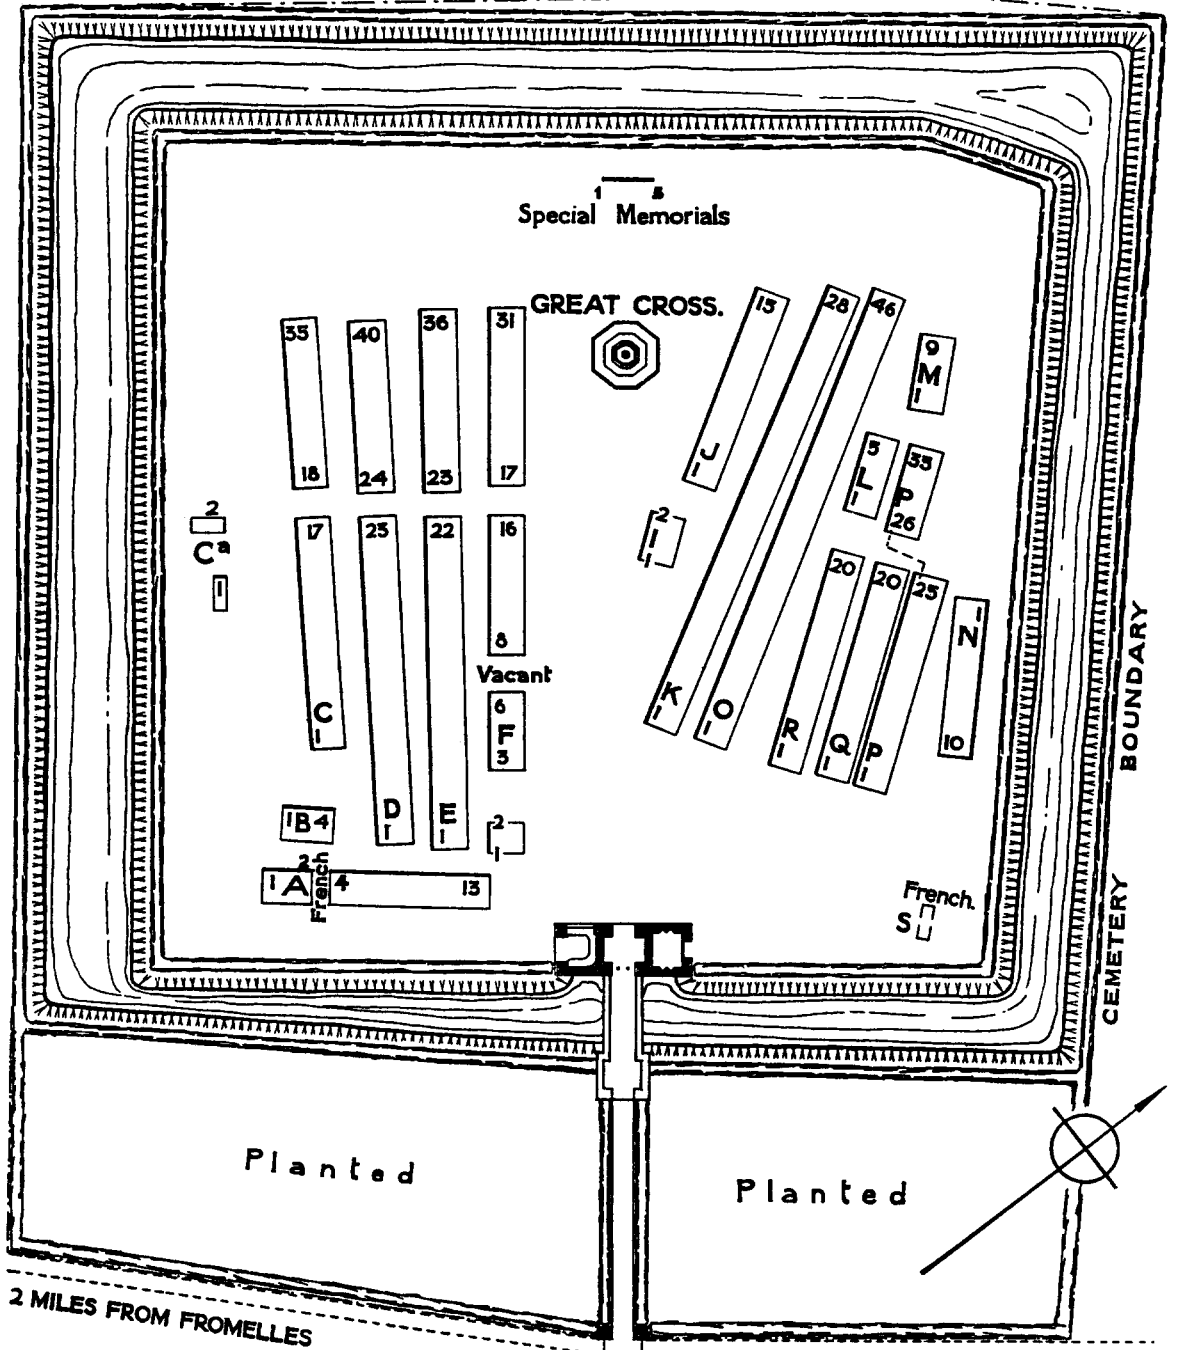 1 5
Special Memorials
GREAT CROSS.
35
40
36
31
15
28
46
9
M
1
18
24
23
17
J
1
5
L
1
33
P
26
2
Cª
1
17
23
22
16
2
I
1
20
20
25
1
N
10
8
Vacant
6
F
3
C
1
K
1
O
1
R
1
Q
1
P
1
D
1
E
1
2
1
1 B 4
1 A 2
French
4 13
French.
S
CEMETERY BOUNDARY
Planted
Planted
2 MILES FROM FROMELLES